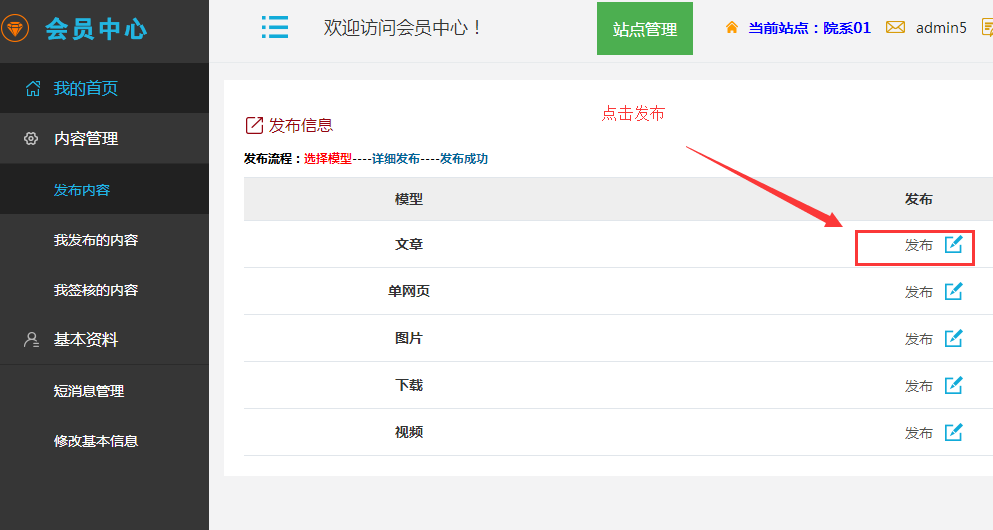 会员中心
欢迎访问会员中心！
站点管理
当前站点：院系01
admin5
我的首页
内容管理
发布内容
我发布的内容
我签核的内容
基本资料
短消息管理
修改基本信息
点击发布
发布信息
发布流程：选择模型----详细发布----发布成功
模型 发布
文章 发布
单网页 发布
图片 发布
下载 发布
视频 发布